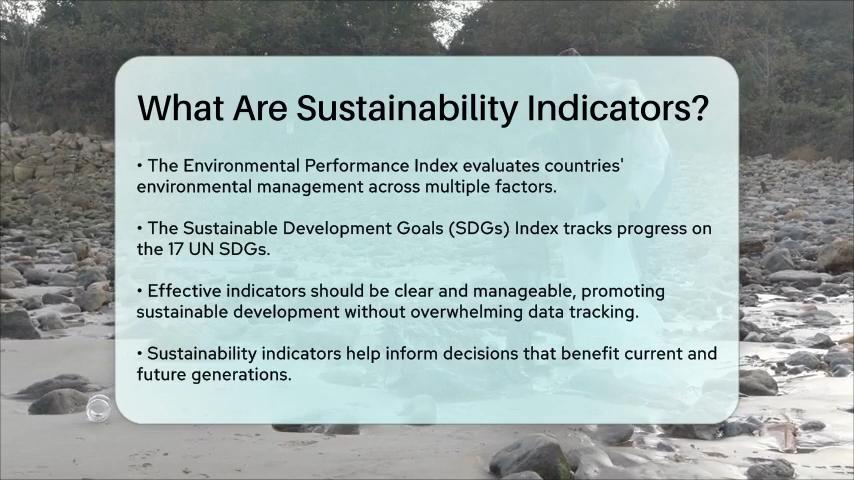 What Are Sustainability Indicators?
• The Environmental Performance Index evaluates countries'
environmental management across multiple factors.
• The Sustainable Development Goals (SDGs) Index tracks progress on
the 17 UN SDGs.
• Effective indicators should be clear and manageable, promoting
sustainable development without overwhelming data tracking.
• Sustainability indicators help inform decisions that benefit current and
future generations.